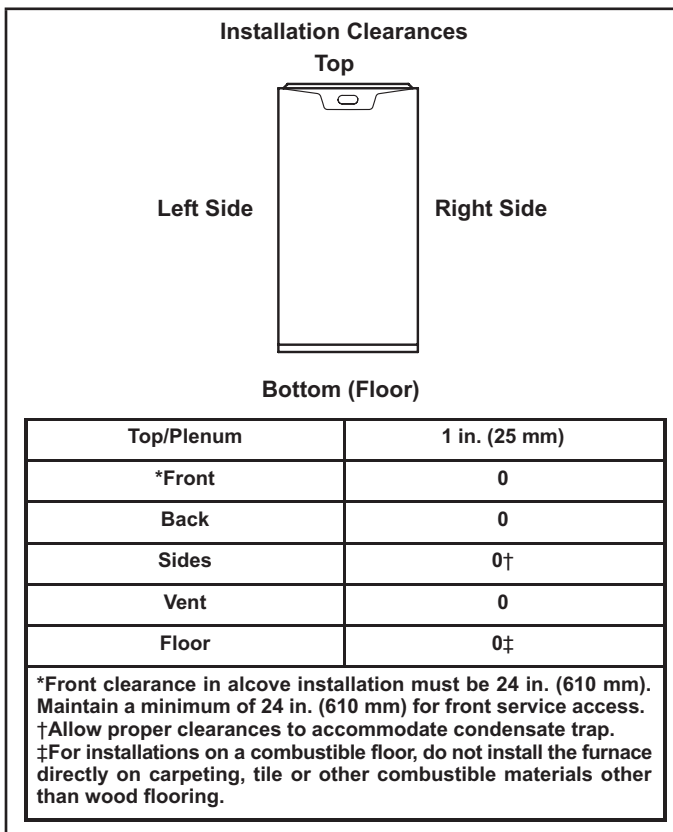 Installation Clearances
Top
Left Side
Right Side
Bottom (Floor)
Top/Plenum 1 in. (25 mm)
*Front 0
Back 0
Sides 0†
Vent 0
Floor 0‡
*Front clearance in alcove installation must be 24 in. (610 mm).
Maintain a minimum of 24 in. (610 mm) for front service access.
†Allow proper clearances to accommodate condensate trap.
‡For installations on a combustible floor, do not install the furnace
directly on carpeting, tile or other combustible materials other
than wood flooring.